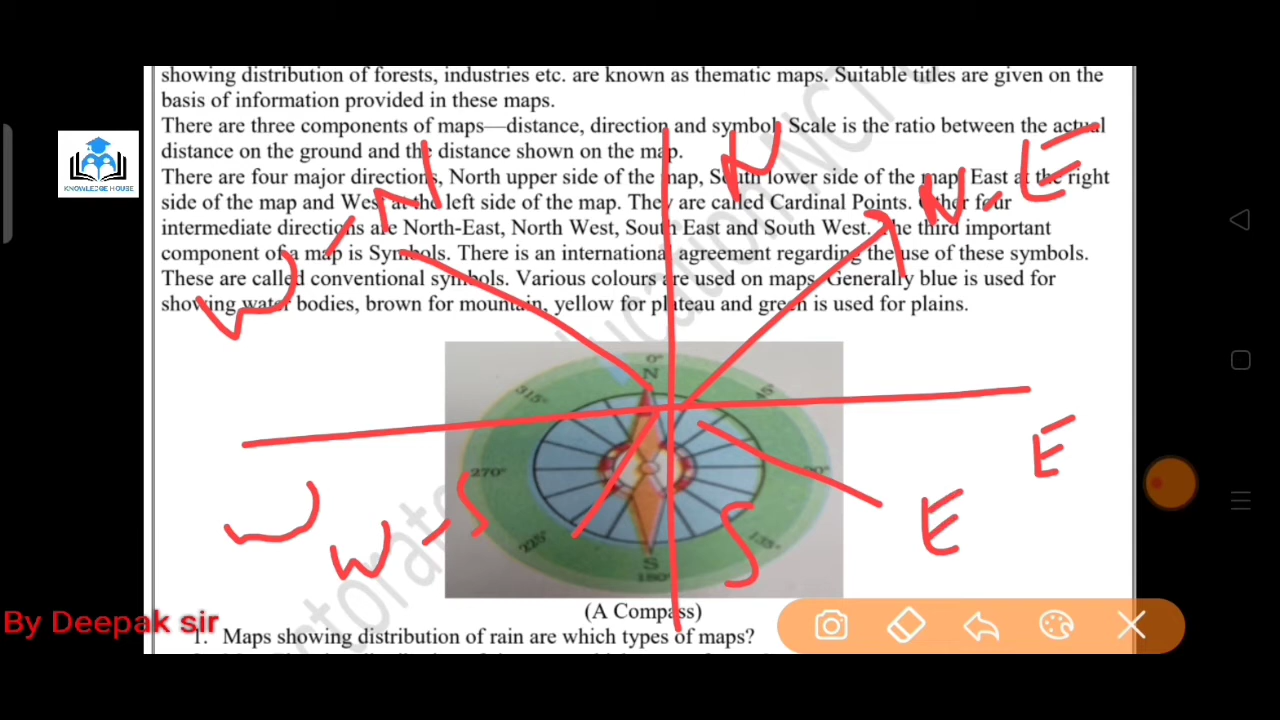 showing distribution of forests, industries etc. are known as thematic maps. Suitable titles are given on the
basis of information provided in these maps.
There are three components of maps—distance, direction and symbol. Scale is the ratio between the actual
distance on the ground and the distance shown on the map.
There are four major directions, North upper side of the map, South lower side of the map, East at the right
side of the map and West at the left side of the map. They are called Cardinal Points. Other four
intermediate directions are North-East, North West, South East and South West. The third important
component of a map is Symbols. There is an international agreement regarding the use of these symbols.
These are called conventional symbols. Various colours are used on maps. Generally blue is used for
showing water bodies, brown for mountain, yellow for plateau and green is used for plains.
KNOWLEDGE HOUSE
W-N
N
N-E
0°
N
315°
45°
270°
90°
225°
135°
S
180°
W
W-S
S
E
E
(A Compass)
By Deepak sir
1. Maps showing distribution of rain are which types of maps?